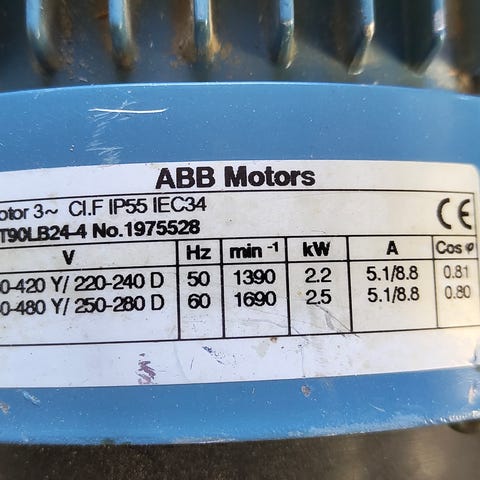 ABB Motors
otor 3~ Cl.F IP55 IEC34
T90LB24-4 No.1975528
V Hz min -1 kW A Cos φ
0-420 Y/ 220-240 D 50 1390 2.2 5.1/8.8 0.81
0-480 Y/ 250-280 D 60 1690 2.5 5.1/8.8 0.80
CE